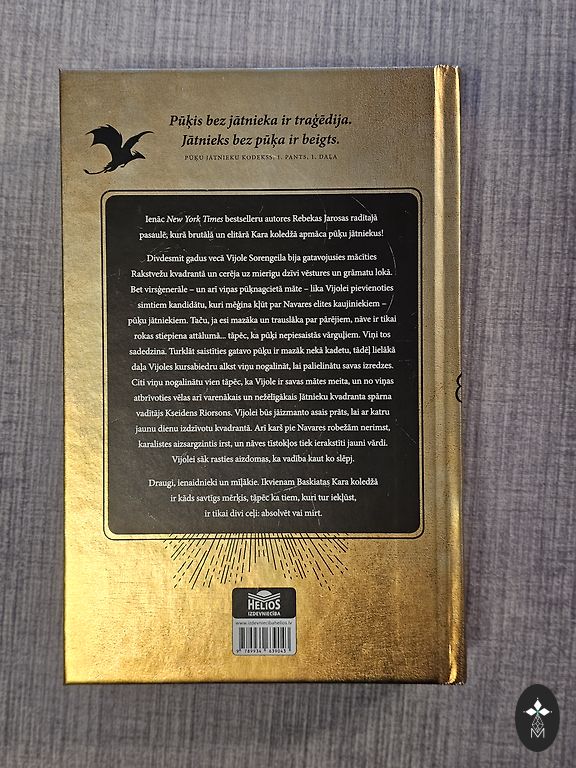 Pūķis bez jātnieka ir traģēdija.
Jātnieks bez pūķa ir beigts.
PŪĶU JĀTNIEKU KODEKSS, 1. PANTS, 1. DAĻA
Ienāc New York Times bestselleru autores Rebekas Jarosas radītajā
pasaulē, kurā brutālā un elitārā Kara koledžā apmāca pūķu jātniekus!
Divdesmit gadus vecā Vijole Sorengeila bija gatavojusies mācīties
Rakstvežu kvadrantā un cerēja uz mierīgu dzīvi vēstures un grāmatu lokā.
Bet virsģenerāle – un arī viņas pūķnagcietā māte – lika Vijolei pievienoties
simtiem kandidātu, kuri mēģina kļūt par Navares elites kaujiniekiem –
pūķu jātniekiem. Taču, ja esi mazāka un trauslāka par pārējiem, nāve ir tikai
rokas stiepiena attālumā... tāpēc, ka pūķi nepiesaistās vārguļiem. Viņi tos
sadedzina. Turklāt saistīties gatavo pūķu ir mazāk nekā kadetu, tādēļ lielākā
daļa Vijoles kursabiedru alkst viņu nogalināt, lai palielinātu savas izredzes.
Citi viņu nogalinātu vien tāpēc, ka Vijole ir savas mātes meita, un no viņas
atbrīvoties vēlas arī varenākais un nežēlīgākais Jātnieku kvadranta spārna
vadītājs Kseidens Riorsons. Vijolei būs jāizmanto asais prāts, lai ar katru
jaunu dienu izdzīvotu kvadrantā. Arī karš pie Navares robežām nerimst,
karalistes aizsargzintis irst, un nāves tīstokļos tiek ierakstīti jauni vārdi.
Vijolei sāk rasties aizdomas, ka vadība kaut ko slēpj.
Draugi, ienaidnieki un mīļākie. Ikvienam Baskiatas Kara koledžā
ir kāds savtīgs mērķis, tāpēc ka tiem, kuri tur iekļūst,
ir tikai divi ceļi: absolvēt vai mirt.
HELIOS
IZDEVNIECĪBA
www.izdevniecibahelios.lv
9 789934 639043
M